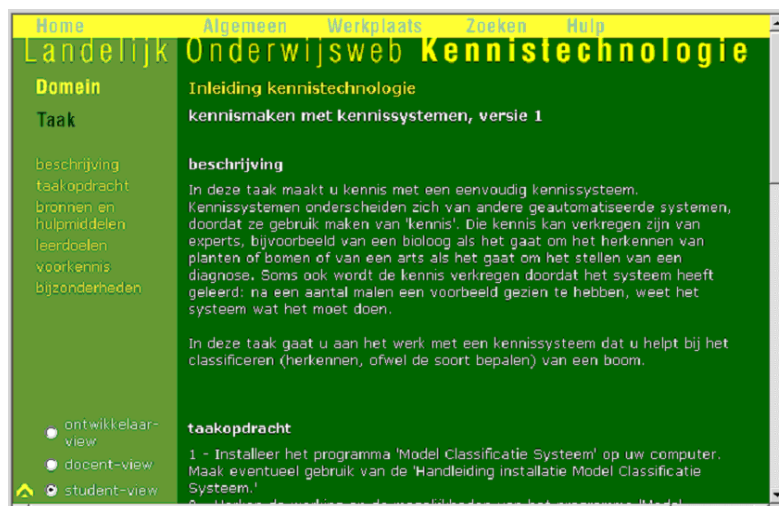 Home Algemeen Werkplaats Zoeken Hulp
Landelijk Onderwijsweb Kennistechnologie
Domein
Taak
beschrijving
taakopdracht
bronnen en
hulpmiddelen
leerdoelen
voorkennis
bijzonderheden
ontwikkelaar-
view
docent-view
student-view
Inleiding kennistechnologie
kennismaken met kennissystemen, versie 1
beschrijving
In deze taak maakt u kennis met een eenvoudig kennissysteem.
Kennissystemen onderscheiden zich van andere geautomatiseerde systemen,
doordat ze gebruik maken van 'kennis'. Die kennis kan verkregen zijn van
experts, bijvoorbeeld van een bioloog als het gaat om het herkennen van
planten of bomen of van een arts als het gaat om het stellen van een
diagnose. Soms ook wordt de kennis verkregen doordat het systeem heeft
geleerd: na een aantal malen een voorbeeld gezien te hebben, weet het
systeem wat het moet doen.
In deze taak gaat u aan het werk met een kennissysteem dat u helpt bij het
classificeren (herkennen, ofwel de soort bepalen) van een boom.
taakopdracht
1 - Installeer het programma 'Model Classificatie Systeem' op uw computer.
Maak eventueel gebruik van de 'Handleiding installatie Model Classificatie
Systeem.'